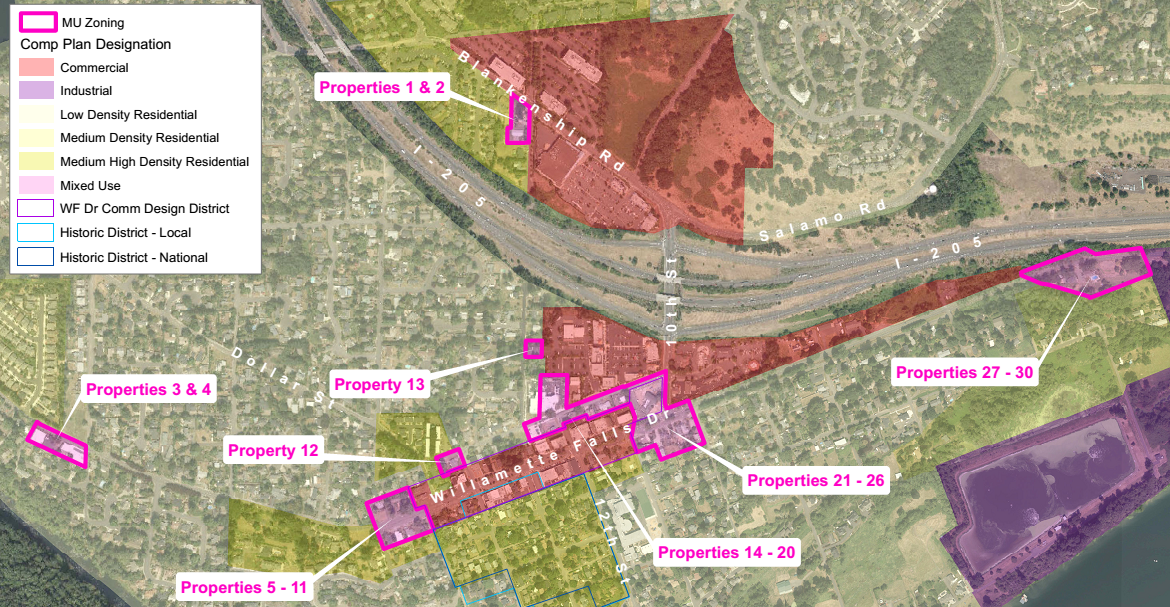 MU Zoning
Comp Plan Designation
Commercial
Industrial
Low Density Residential
Medium Density Residential
Medium High Density Residential
Mixed Use
WF Dr Comm Design District
Historic District - Local
Historic District - National
Properties 1 & 2
Blankenship Rd
I-205
Salamo Rd
I-205
10th St
Properties 27 - 30
Dollar St
Property 13
Properties 3 & 4
Property 12
Willamette Falls D
Properties 21 - 26
12th St
Properties 14 - 20
Properties 5 - 11